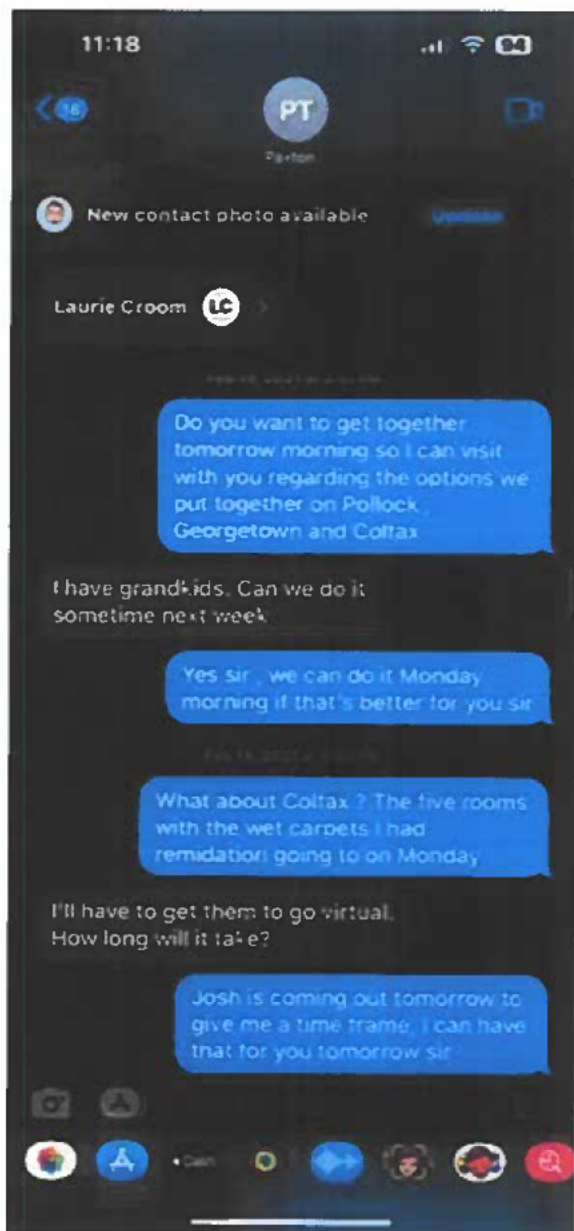 11:18
94
16
PT
Paxton
New contact photo available
Update
Laurie Croom LC
Do you want to get together
tomorrow morning so I can visit
with you regarding the options we
put together on Pollock ,
Georgetown and Colfax
I have grandkids. Can we do it
sometime next week
Yes sir , we can do it Monday
morning if that's better for you sir
What about Colfax ? The five rooms
with the wet carpets I had
remidation going to on Monday
I'll have to get them to go virtual.
How long will it take?
Josh is coming out tomorrow to
give me a time frame, I can have
that for you tomorrow sir
Cash